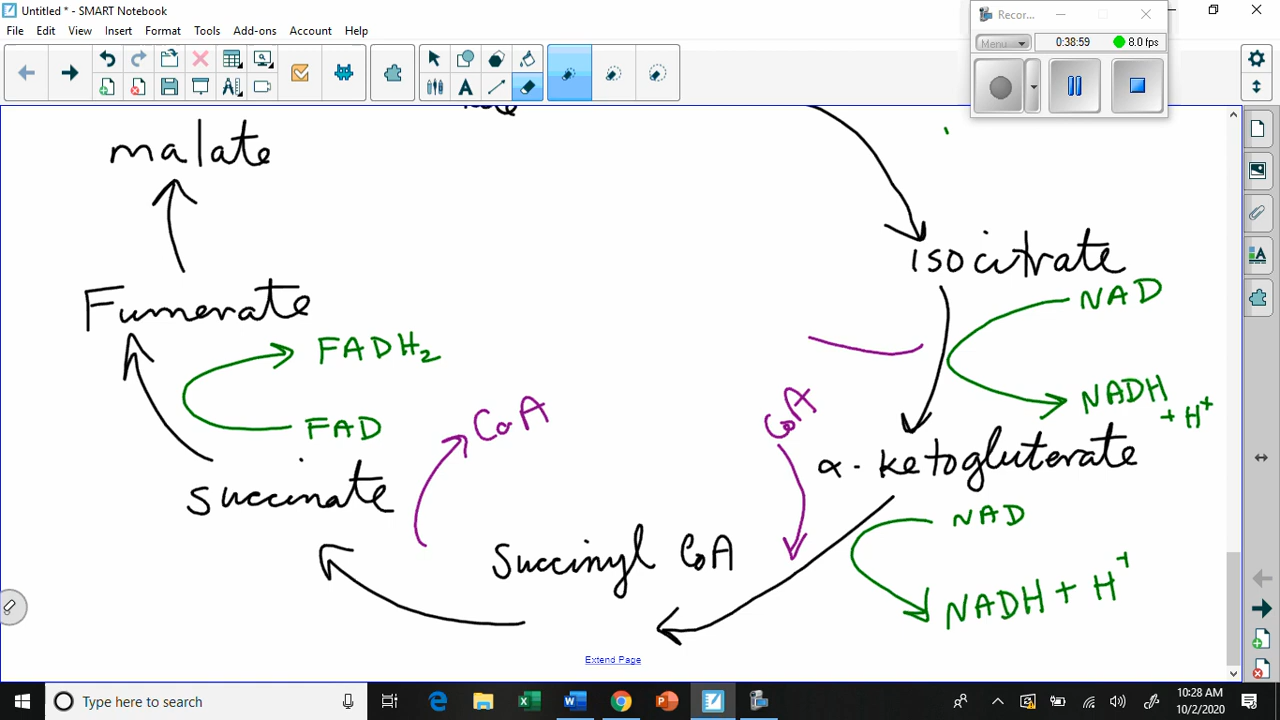 Untitled * - SMART Notebook
File Edit View Insert Format Tools Add-ons Account Help
Recor...
Menu 0:38:59 8.0 fps
malate
isocitrate
NAD
Fumerate
FADH2
NADH
+ H+
CoA
CoA
FAD
α-ketogluterate
succinate
NAD
Succinyl CoA
NADH + H+
Extend Page
Type here to search
10:28 AM
10/2/2020